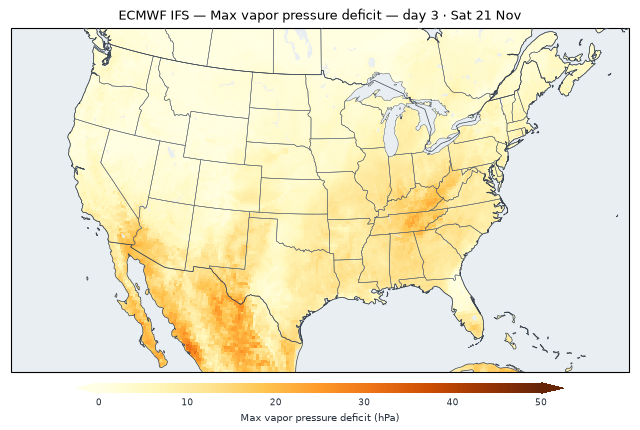 ECMWF IFS — Max vapor pressure deficit — day 3 · Sat 21 Nov
0 10 20 30 40 50
Max vapor pressure deficit (hPa)